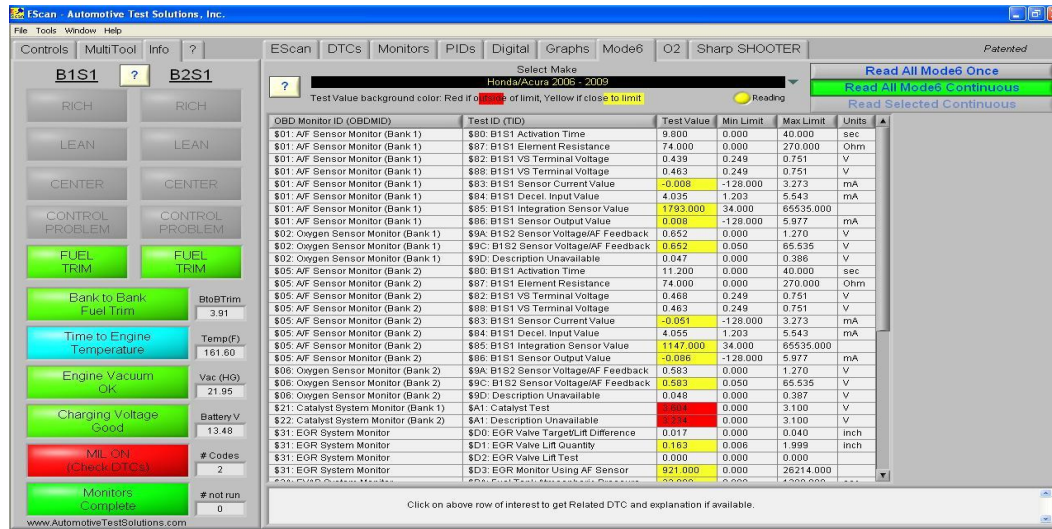 EScan - Automotive Test Solutions, Inc.
File Tools Window Help
Controls MultiTool Info ? EScan DTCs Monitors PIDs Digital Graphs Mode6 O2 Sharp SHOOTER Patented
B1S1 ? B2S1
RICH RICH
LEAN LEAN
CENTER CENTER
CONTROL PROBLEM CONTROL PROBLEM
FUEL TRIM FUEL TRIM
Bank to Bank Fuel Trim BtoBTrim 3.91
Time to Engine Temperature Temp(F) 161.60
Engine Vacuum OK Vac (HG) 21.95
Charging Voltage Good Battery V 13.48
MIL ON (Check DTCs) # Codes 2
Monitors Complete # not run 0
www.AutomotiveTestSolutions.com
Select Make
? Honda/Acura 2006 - 2009
Test Value background color: Red if outside of limit, Yellow if close to limit Reading
Read All Mode6 Once
Read All Mode6 Continuous
Read Selected Continuous
OBD Monitor ID (OBDMID) Test ID (TID) Test Value Min Limit Max Limit Units
$01: A/F Sensor Monitor (Bank 1) $80: B1S1 Activation Time 9.800 0.000 40.000 sec
$01: A/F Sensor Monitor (Bank 1) $87: B1S1 Element Resistance 74.000 0.000 270.000 Ohm
$01: A/F Sensor Monitor (Bank 1) $82: B1S1 VS Terminal Voltage 0.439 0.249 0.751 V
$01: A/F Sensor Monitor (Bank 1) $88: B1S1 VS Terminal Voltage 0.463 0.249 0.751 V
$01: A/F Sensor Monitor (Bank 1) $83: B1S1 Sensor Current Value -0.008 -128.000 3.273 mA
$01: A/F Sensor Monitor (Bank 1) $84: B1S1 Decel. Input Value 4.035 1.203 5.543 mA
$01: A/F Sensor Monitor (Bank 1) $85: B1S1 Integration Sensor Value 1793.000 34.000 65535.000
$01: A/F Sensor Monitor (Bank 1) $86: B1S1 Sensor Output Value 0.008 -128.000 5.977 mA
$02: Oxygen Sensor Monitor (Bank 1) $9A: B1S2 Sensor Voltage/AF Feedback 0.652 0.000 1.270 V
$02: Oxygen Sensor Monitor (Bank 1) $9C: B1S2 Sensor Voltage/AF Feedback 0.652 0.050 65.535 V
$02: Oxygen Sensor Monitor (Bank 1) $9D: Description Unavailable 0.047 0.000 0.386 V
$05: A/F Sensor Monitor (Bank 2) $80: B1S1 Activation Time 11.200 0.000 40.000 sec
$05: A/F Sensor Monitor (Bank 2) $87: B1S1 Element Resistance 74.000 0.000 270.000 Ohm
$05: A/F Sensor Monitor (Bank 2) $82: B1S1 VS Terminal Voltage 0.468 0.249 0.751 V
$05: A/F Sensor Monitor (Bank 2) $88: B1S1 VS Terminal Voltage 0.463 0.249 0.751 V
$05: A/F Sensor Monitor (Bank 2) $83: B1S1 Sensor Current Value -0.051 -128.000 3.273 mA
$05: A/F Sensor Monitor (Bank 2) $84: B1S1 Decel. Input Value 4.055 1.203 5.543 mA
$05: A/F Sensor Monitor (Bank 2) $85: B1S1 Integration Sensor Value 1147.000 34.000 65535.000
$05: A/F Sensor Monitor (Bank 2) $86: B1S1 Sensor Output Value -0.086 -128.000 5.977 mA
$06: Oxygen Sensor Monitor (Bank 2) $9A: B1S2 Sensor Voltage/AF Feedback 0.583 0.000 1.270 V
$06: Oxygen Sensor Monitor (Bank 2) $9C: B1S2 Sensor Voltage/AF Feedback 0.583 0.050 65.535 V
$06: Oxygen Sensor Monitor (Bank 2) $9D: Description Unavailable 0.048 0.000 0.387 V
$21: Catalyst System Monitor (Bank 1) $A1: Catalyst Test 0.000 3.100 V
$22: Catalyst System Monitor (Bank 2) $A1: Description Unavailable 0.000 3.100 V
$31: EGR System Monitor $D0: EGR Valve Target/Lift Difference 0.017 0.000 0.040 inch
$31: EGR System Monitor $D1: EGR Valve Lift Quantity 0.163 0.006 1.999 inch
$31: EGR System Monitor $D2: EGR Valve Lift Test 0.000 0.000 0.000
$31: EGR System Monitor $D3: EGR Monitor Using AF Sensor 921.000 0.000 26214.000
Click on above row of interest to get Related DTC and explanation if available.